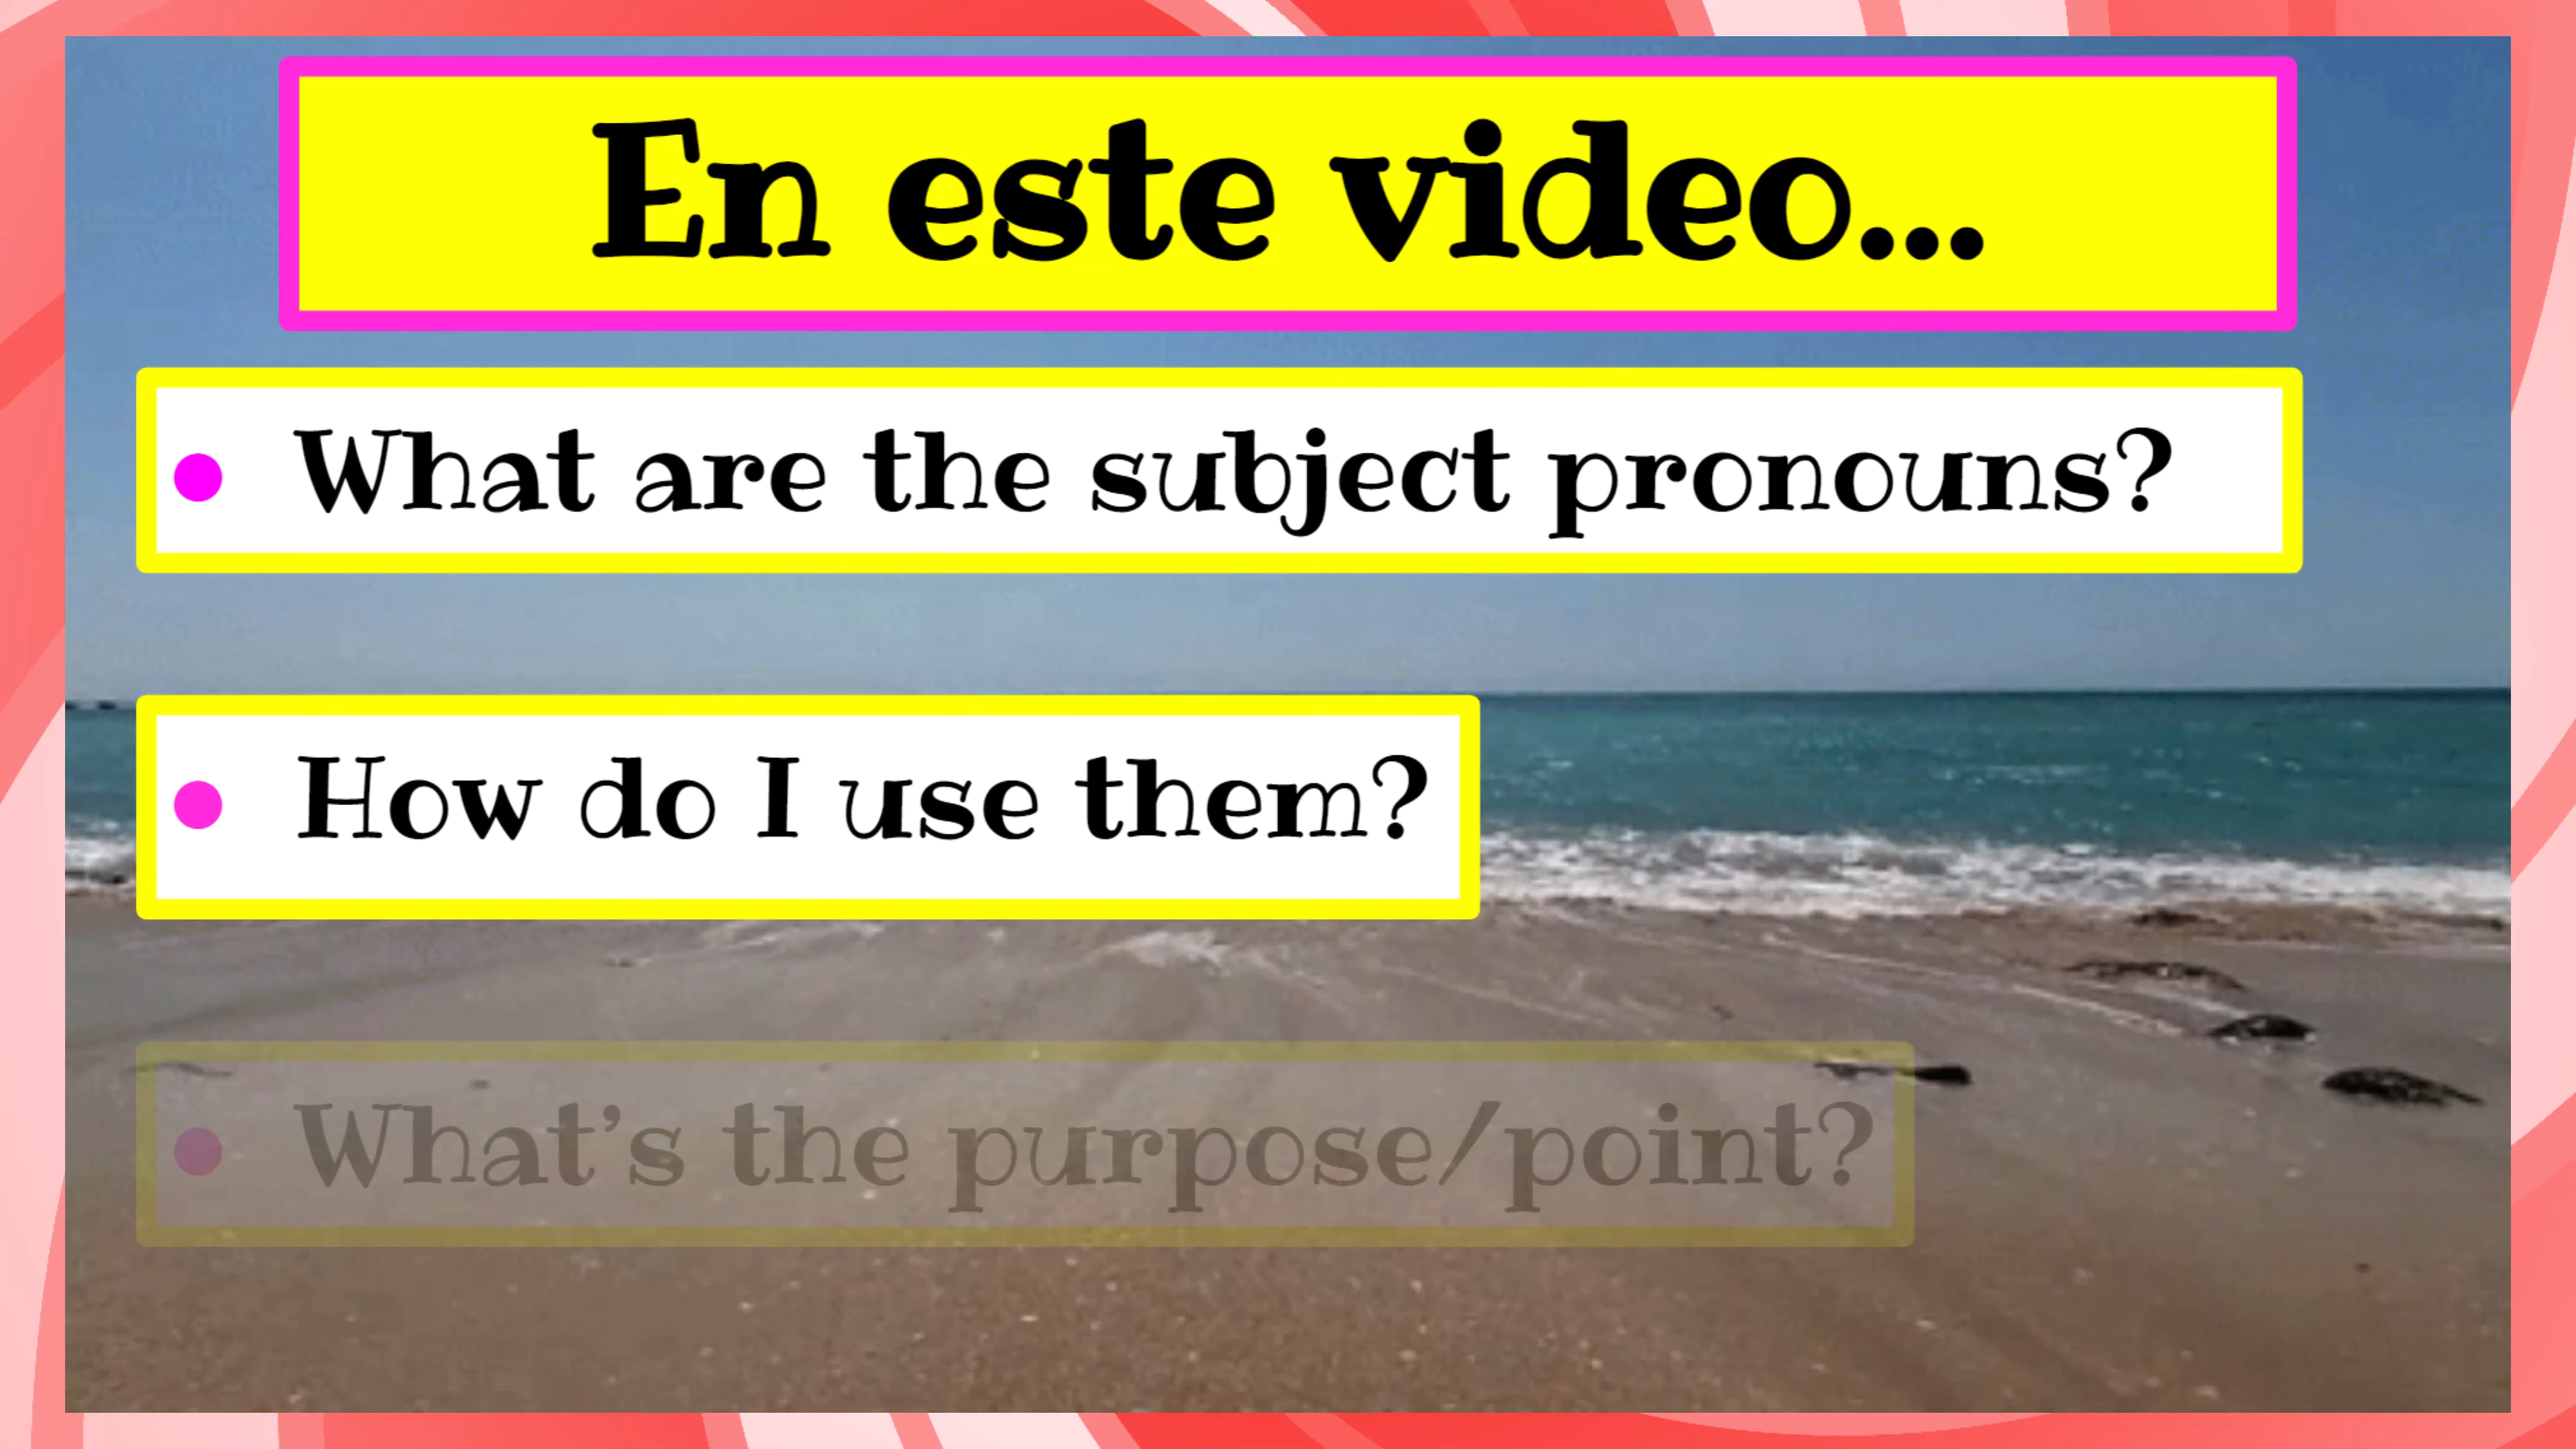 En este video...
● What are the subject pronouns?
● How do I use them?
● What's the purpose/point?